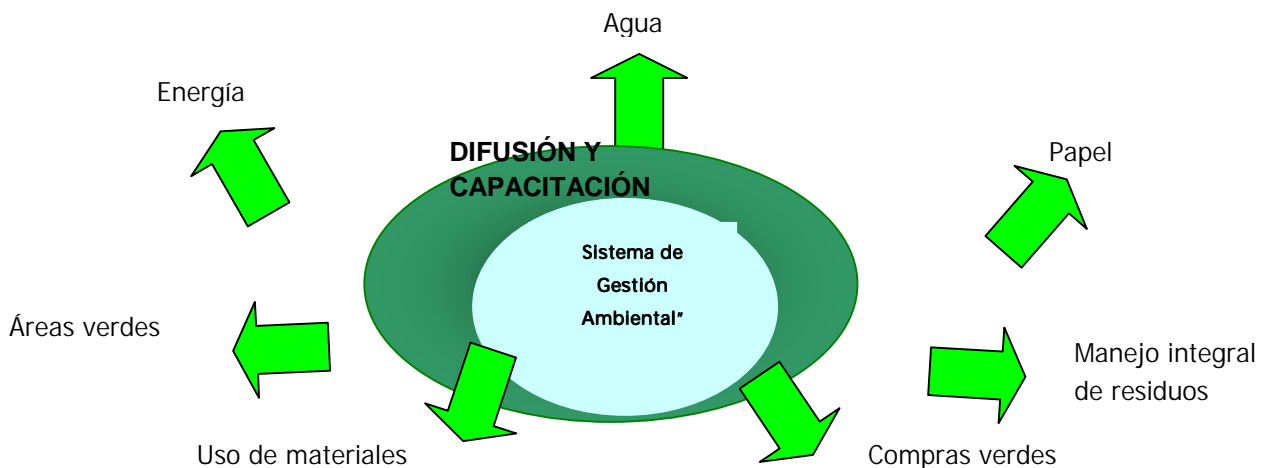 Agua
Energía
DIFUSIÓN Y
CAPACITACIÓN
Papel
Sistema de
Gestión
Ambiental”
Áreas verdes
Manejo integral
de residuos
Uso de materiales
Compras verdes